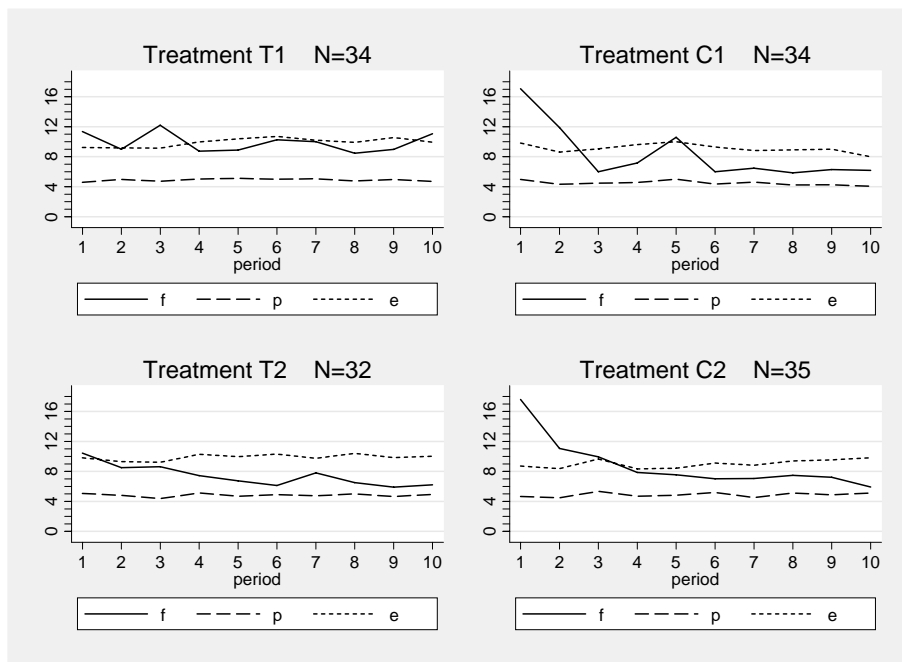 Treatment T1 N=34
16
12
8
4
0
1 2 3 4 5 6 7 8 9 10
period
f p e
Treatment C1 N=34
16
12
8
4
0
1 2 3 4 5 6 7 8 9 10
period
f p e
Treatment T2 N=32
16
12
8
4
0
1 2 3 4 5 6 7 8 9 10
period
f p e
Treatment C2 N=35
16
12
8
4
0
1 2 3 4 5 6 7 8 9 10
period
f p e